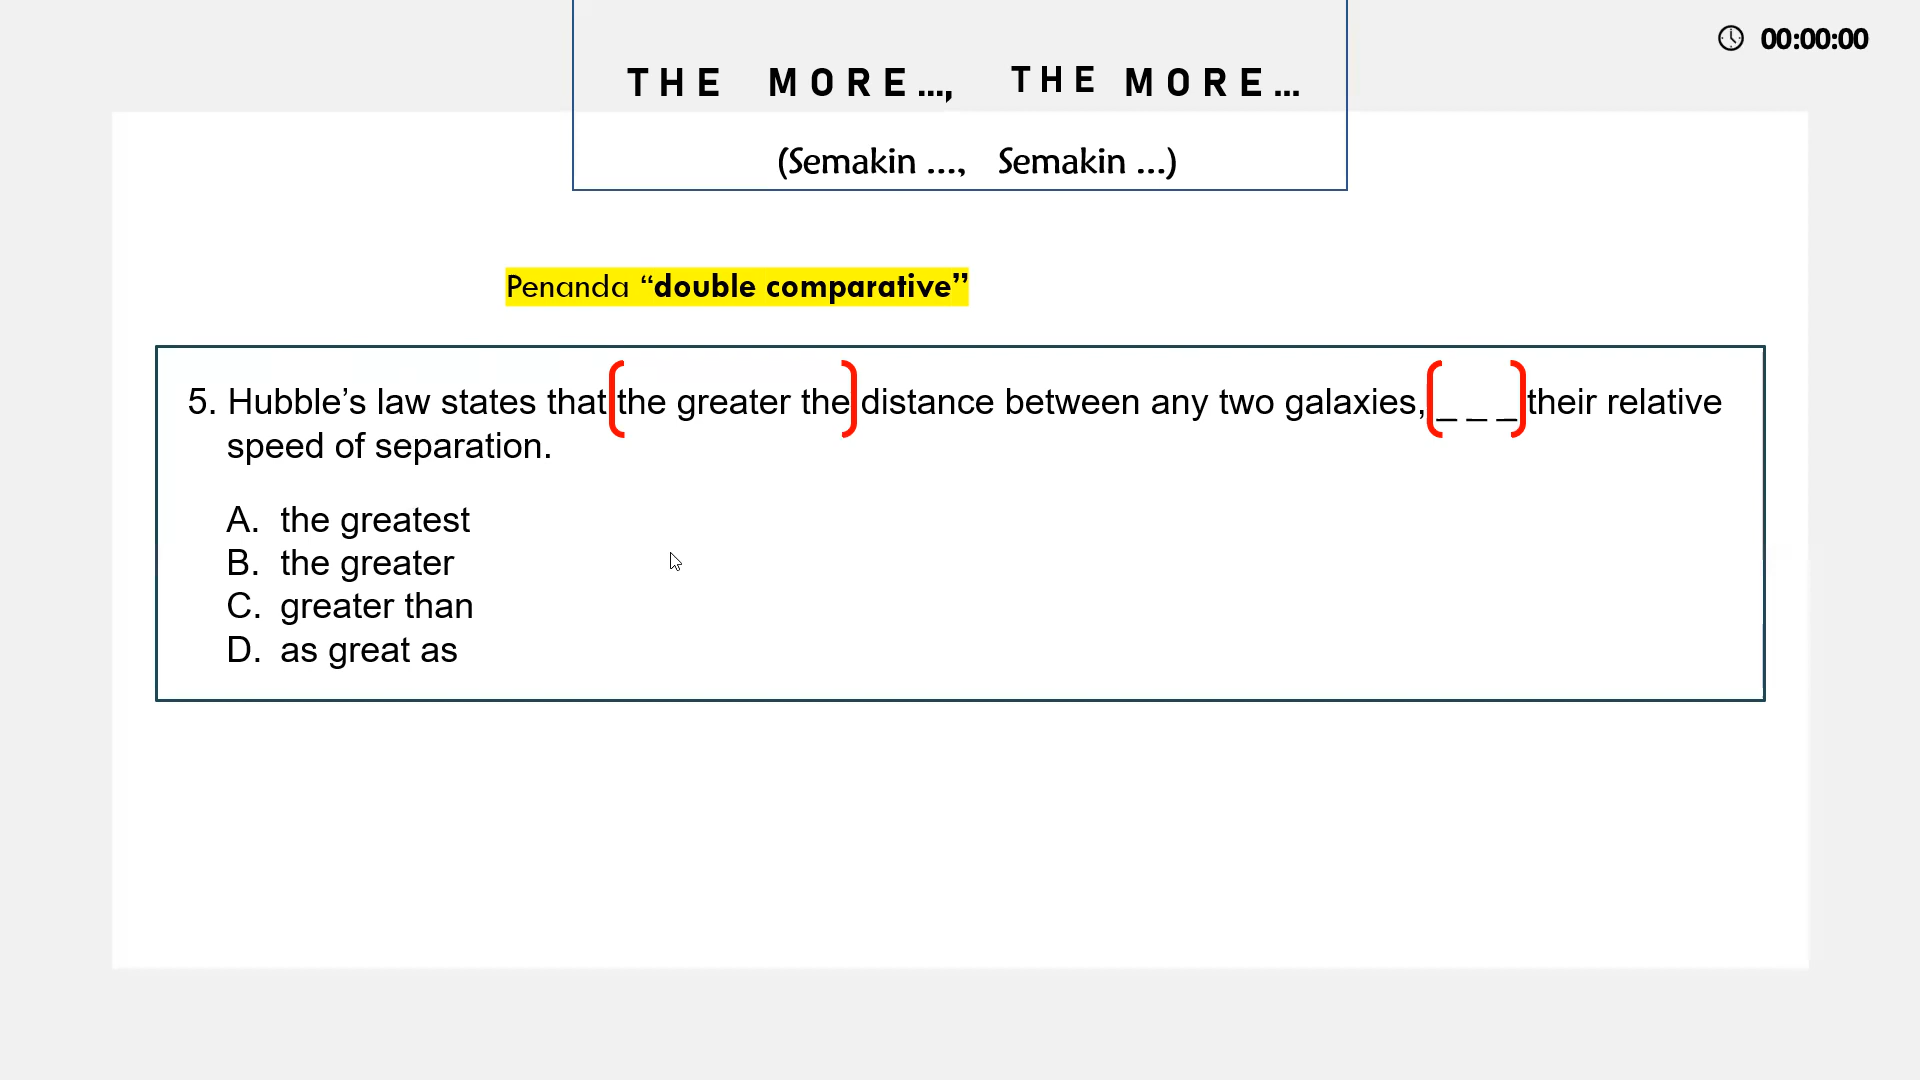 00:00:00
THE MORE…, THE MORE…
(Semakin …, Semakin …)
Penanda “double comparative”
5. Hubble’s law states that the greater the distance between any two galaxies, _ _ _ their relative
speed of separation.
A. the greatest
B. the greater
C. greater than
D. as great as